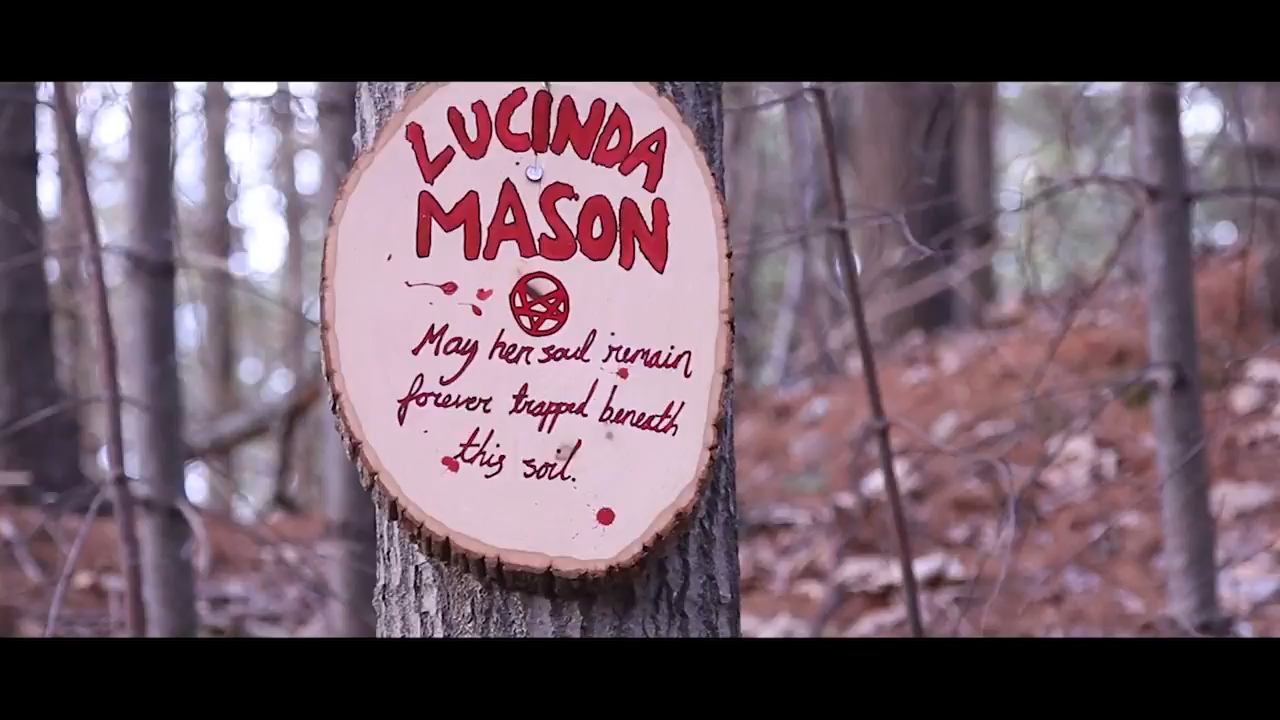 LUCINDA
MASON
May her soul remain
forever trapped beneath
this soil.